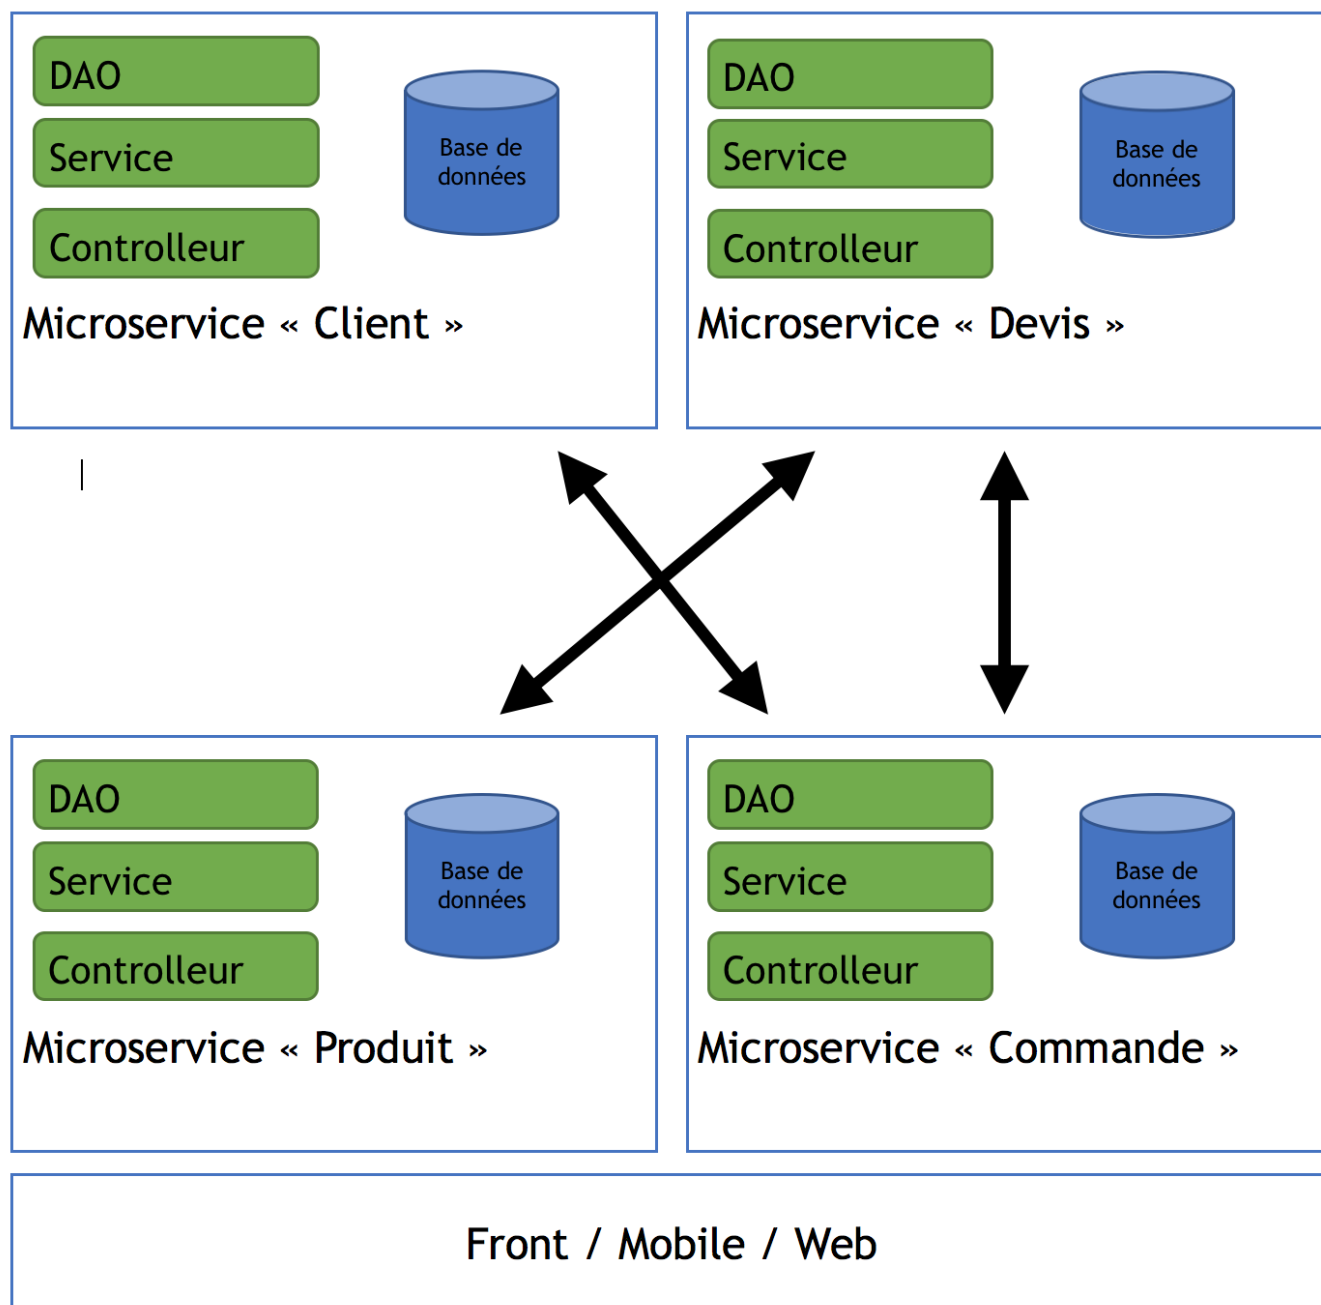 DAO
Service
Controlleur
Base de
données
Microservice « Client »
DAO
Service
Controlleur
Base de
données
Microservice « Devis »
DAO
Service
Controlleur
Base de
données
Microservice « Produit »
DAO
Service
Controlleur
Base de
données
Microservice « Commande »
Front / Mobile / Web